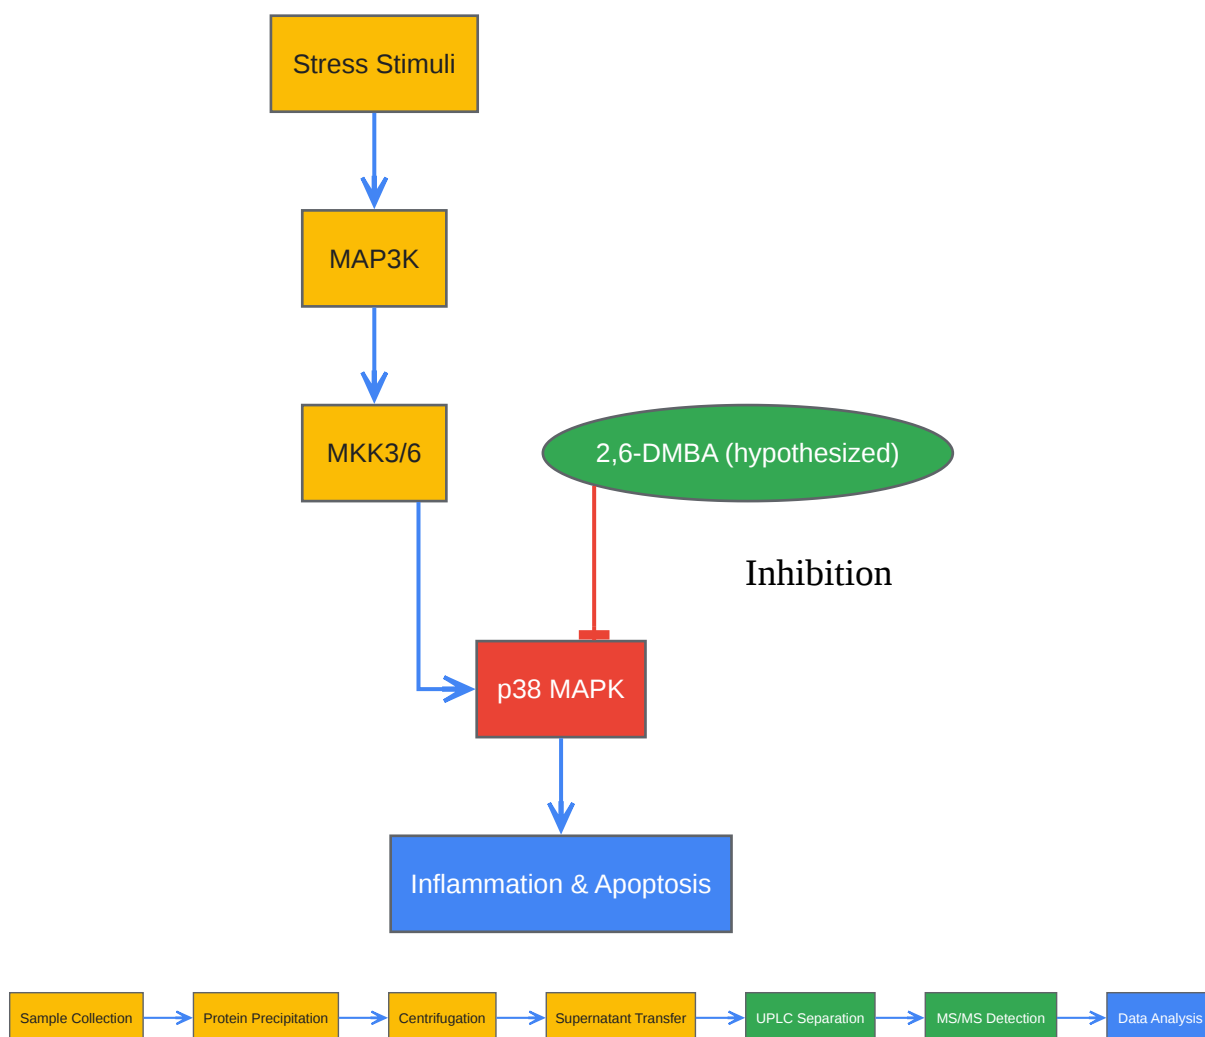 Stress Stimuli
MAP3K
MKK3/6
2,6-DMBA (hypothesized)
Inhibition
p38 MAPK
Inflammation & Apoptosis
Sample Collection
Protein Precipitation
Centrifugation
Supernatant Transfer
UPLC Separation
MS/MS Detection
Data Analysis